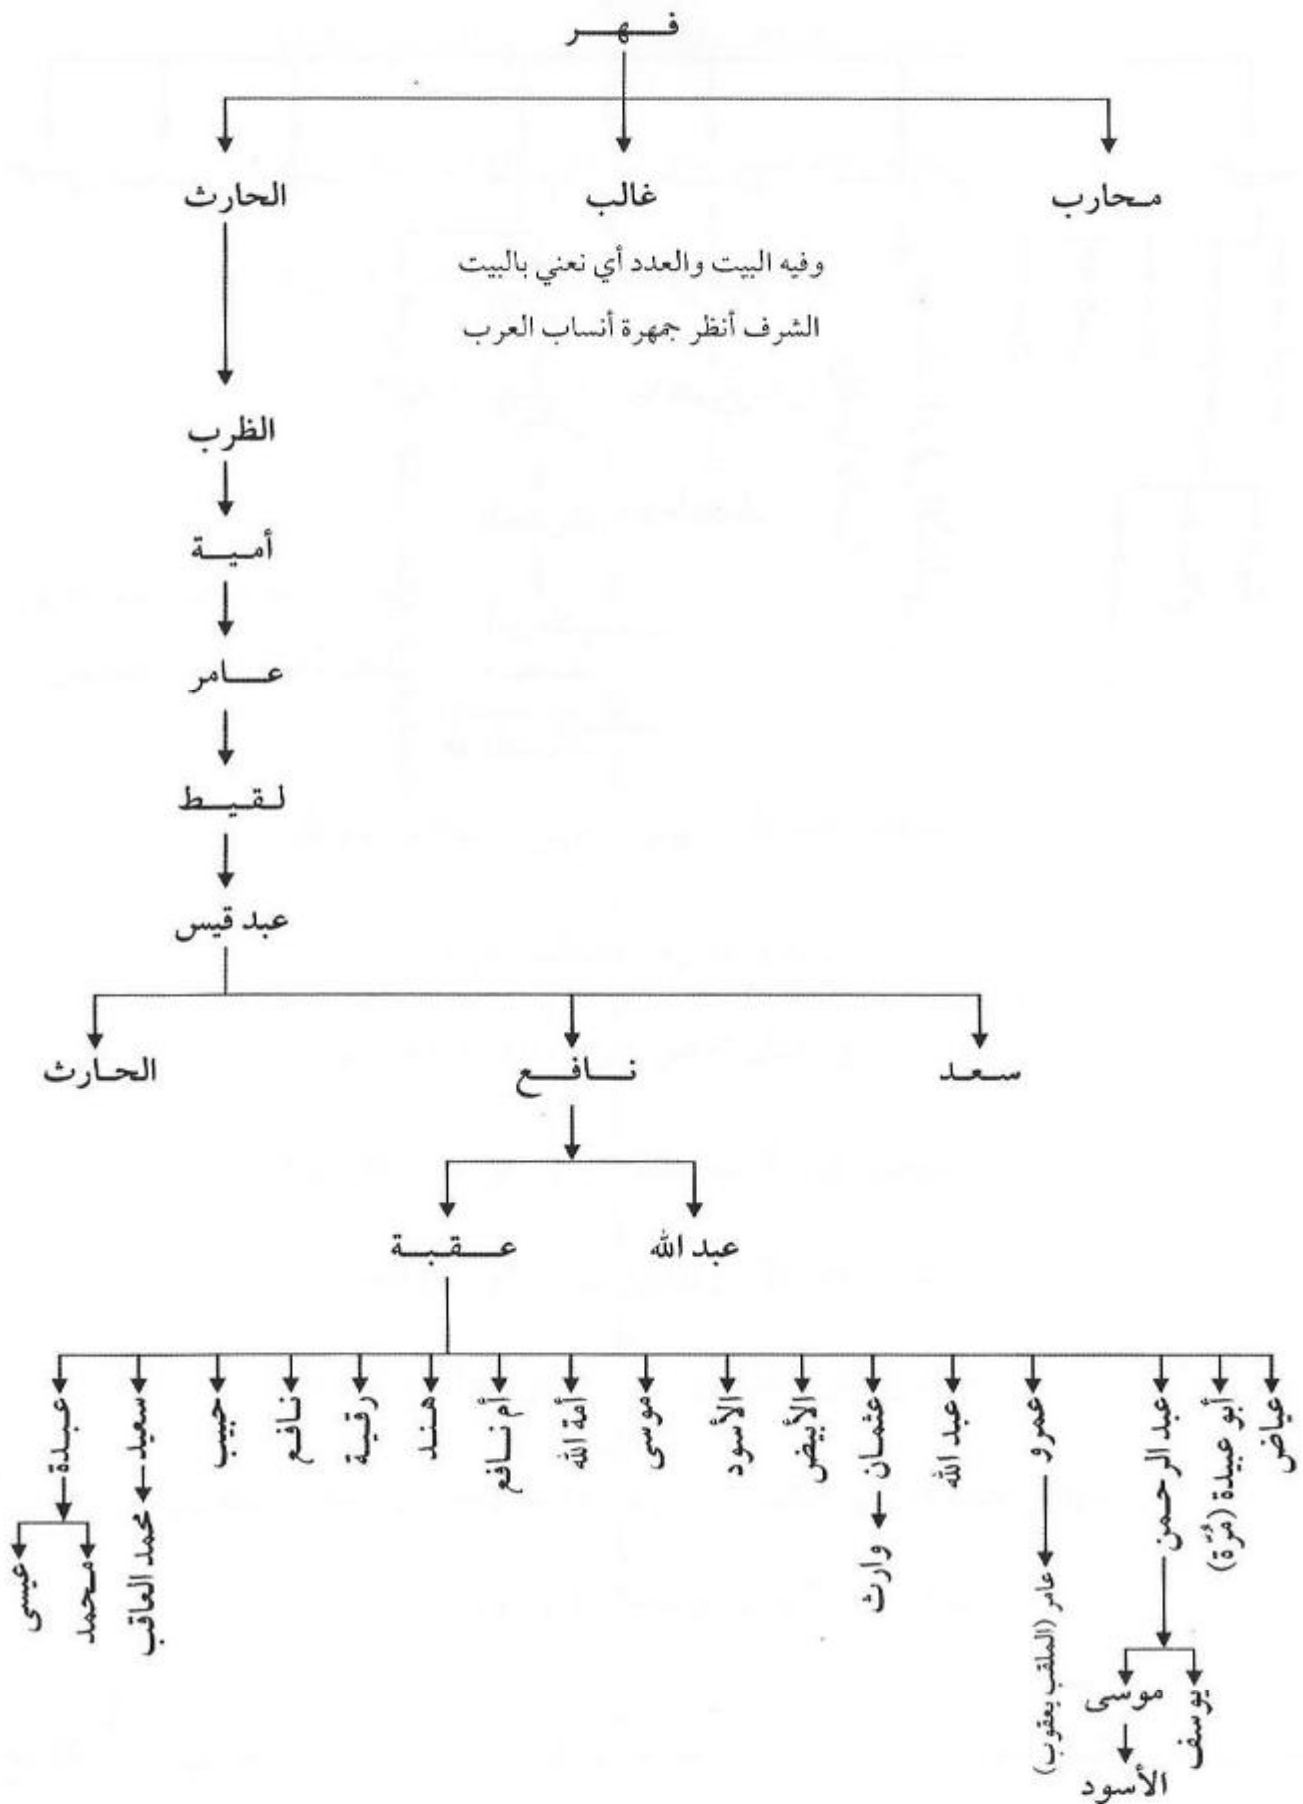 فهر
محارب
غالب
الحارث
وفيه البيت والعدد أي نعني بالبيت
الشرف أنظر جمهرة أنساب العرب
الظرب
أمية
عامر
لقيط
عبد قيس
سعد
نافع
الحارث
عبد الله
عقبة
عياض
أبو عبيدة (مُرّة)
عبد الرحمن
عمرو
عبد الله
عثمان
الأبيض
الأسود
موسى
أمة الله
أم نافع
هند
رقية
نافع
حبيب
سعيد
عبدة
يوسف
موسى
الأسود
عامر (الملقب بعقوب)
وارث
محمد العاقب
محمد
عيسى